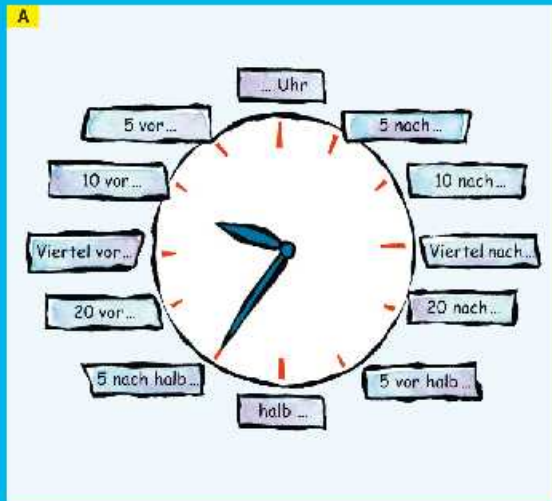 A
... Uhr
5 vor ...
5 nach ...
10 vor ...
10 nach ...
Viertel vor ...
Viertel nach ...
20 vor ...
20 nach ...
5 nach halb ...
5 vor halb ...
halb ...